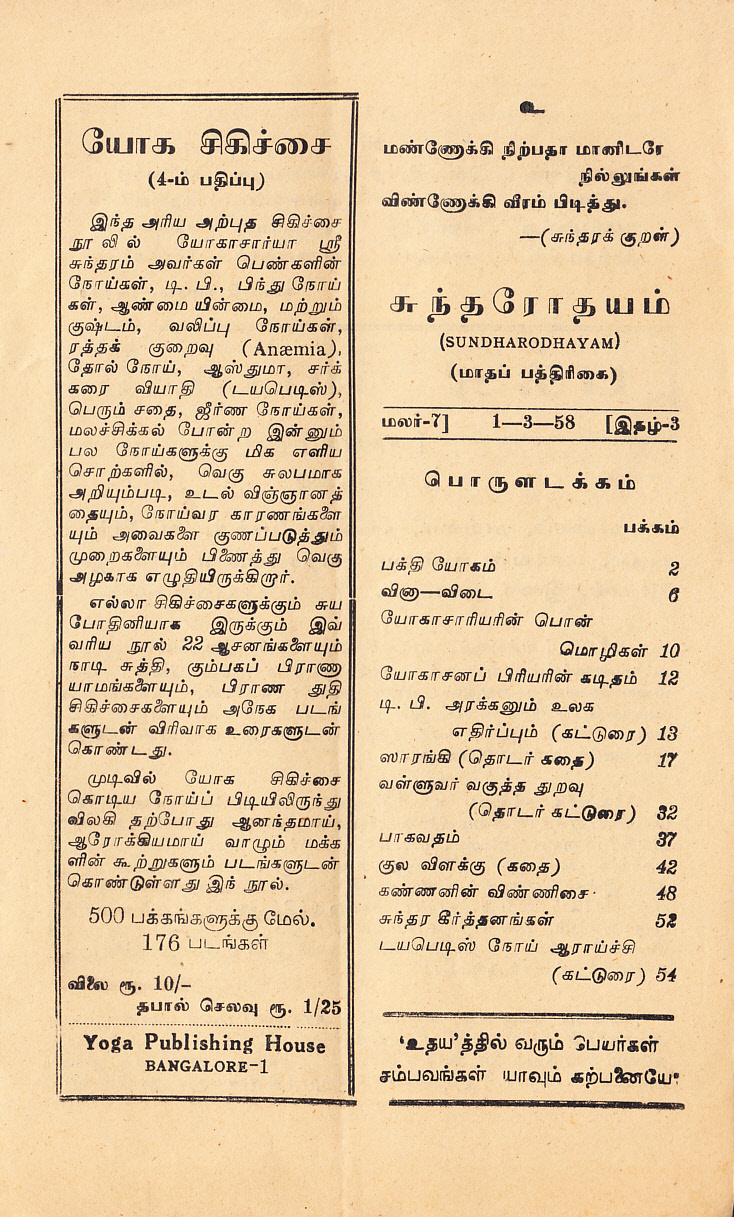 யோக சிகிச்சை
(4-ம் பதிப்பு)
இந்த அரிய அற்புத சிகிச்சை
நூலில் யோகாசார்யா ஸ்ரீ
சுந்தரம் அவர்கள் பெண்களின்
நோய்கள், டி. பி., பிந்து நோய்
கள், ஆண்மை யின்மை, மற்றும்
குஷ்டம், வலிப்பு நோய்கள்,
ரத்தக் குறைவு (Anæmia),
தோல் நோய், ஆஸ்துமா, சர்க்
கரை வியாதி (டயபெடிஸ்),
பெரும் சதை, ஜீர்ண நோய்கள்,
மலச்சிக்கல் போன்ற இன்னும்
பல நோய்களுக்கு மிக எளிய
சொற்களில், வெகு சுலபமாக
அறியும்படி, உடல் விஞ்ஞானத்
தையும், நோய்வர காரணங்களை
யும் அவைகளை குணப்படுத்தும்
முறைகளையும் பிணைத்து வெகு
அழகாக எழுதியிருக்கிறார்.
எல்லா சிகிச்சைகளுக்கும் சுய
போதினியாக இருக்கும் இவ்
வரிய நூல் 22 ஆசனங்களையும்
நாடி சுத்தி, கும்பகப் பிராணா
யாமங்களையும், பிராண துதி
சிகிச்சைகளையும் அநேக படங்
களுடன் விரிவாக உரைகளுடன்
கொண்டது.
முடிவில் யோக சிகிச்சை
கொடிய நோய்ப் பிடியிலிருந்து
விலகி தற்போது ஆனந்தமாய்,
ஆரோக்கியமாய் வாழும் மக்க
ளின் கூற்றுகளும் படங்களுடன்
கொண்டுள்ளது இந் நூல்.
500 பக்கங்களுக்கு மேல்.
176 படங்கள்
விலை ரூ. 10/-
தபால் செலவு ரூ. 1/25
Yoga Publishing House
BANGALORE-1
உ
மண்ணோக்கி நிற்பதா மானிடரே
நில்லுங்கள்
விண்ணோக்கி வீரம் பிடித்து.
—(சுந்தரக் குறள்)
சுந்தரோதயம்
(SUNDHARODHAYAM)
(மாதப் பத்திரிகை)
மலர்-7] 1—3—58 [இதழ்-3
பொருளடக்கம்
பக்கம்
பக்தி யோகம் 2
வினா—விடை 6
யோகாசாரியரின் பொன்
மொழிகள் 10
யோகாசனப் பிரியரின் கடிதம் 12
டி. பி. அரக்கனும் உலக
எதிர்ப்பும் (கட்டுரை) 13
ஸாரங்கி (தொடர் கதை) 17
வள்ளுவர் வகுத்த துறவு
(தொடர் கட்டுரை) 32
பாகவதம் 37
குல விளக்கு (கதை) 42
கண்ணனின் விண்ணிசை 48
சுந்தர கீர்த்தனங்கள் 52
டயபெடிஸ் நோய் ஆராய்ச்சி
(கட்டுரை) 54
‘உதய’த்தில் வரும் பெயர்கள்
சம்பவங்கள் யாவும் கற்பனையே.